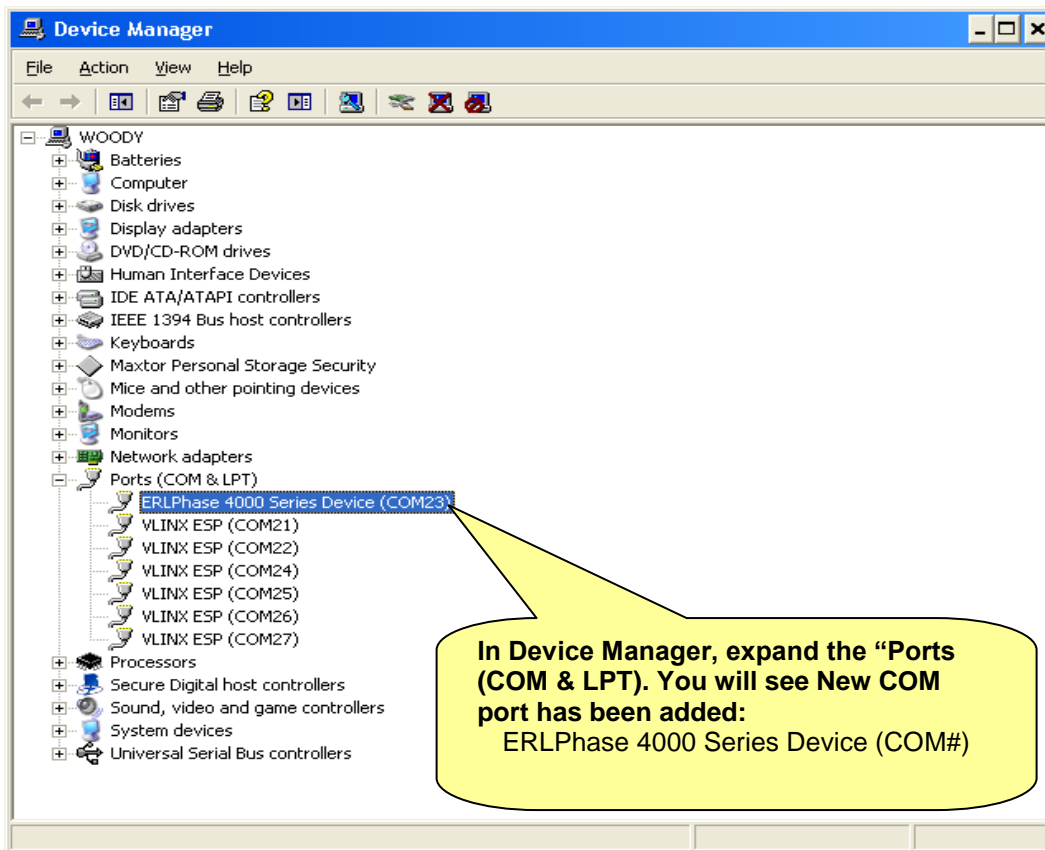 Device Manager
File Action View Help
WOODY
Batteries
Computer
Disk drives
Display adapters
DVD/CD-ROM drives
Human Interface Devices
IDE ATA/ATAPI controllers
IEEE 1394 Bus host controllers
Keyboards
Maxtor Personal Storage Security
Mice and other pointing devices
Modems
Monitors
Network adapters
Ports (COM & LPT)
ERLPhase 4000 Series Device (COM23)
VLINX ESP (COM21)
VLINX ESP (COM22)
VLINX ESP (COM24)
VLINX ESP (COM25)
VLINX ESP (COM26)
VLINX ESP (COM27)
Processors
Secure Digital host controllers
Sound, video and game controllers
System devices
Universal Serial Bus controllers
In Device Manager, expand the “Ports
(COM & LPT). You will see New COM
port has been added:
ERLPhase 4000 Series Device (COM#)